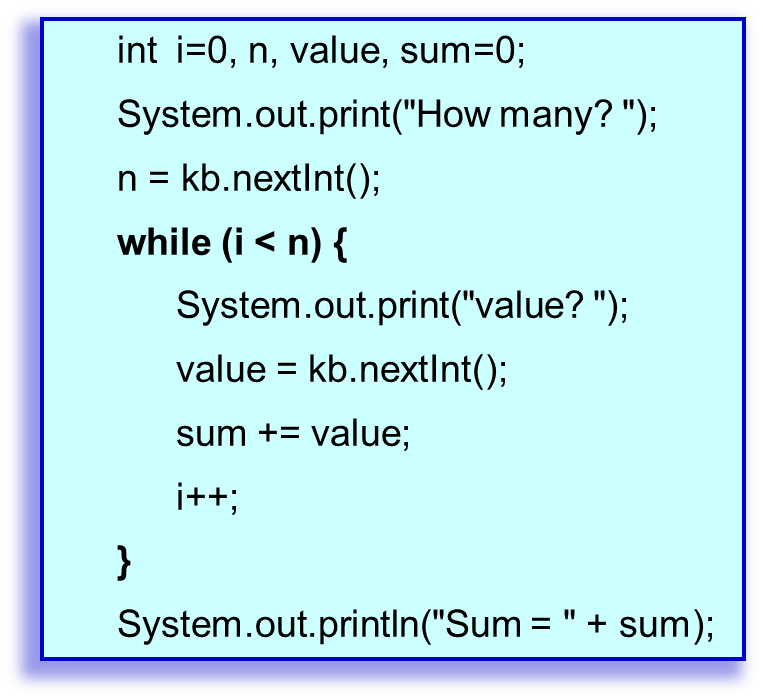 int i=0, n, value, sum=0;
System.out.print("How many? ");
n = kb.nextInt();
while (i < n) {
System.out.print("value? ");
value = kb.nextInt();
sum += value;
i++;
}
System.out.println("Sum = " + sum);